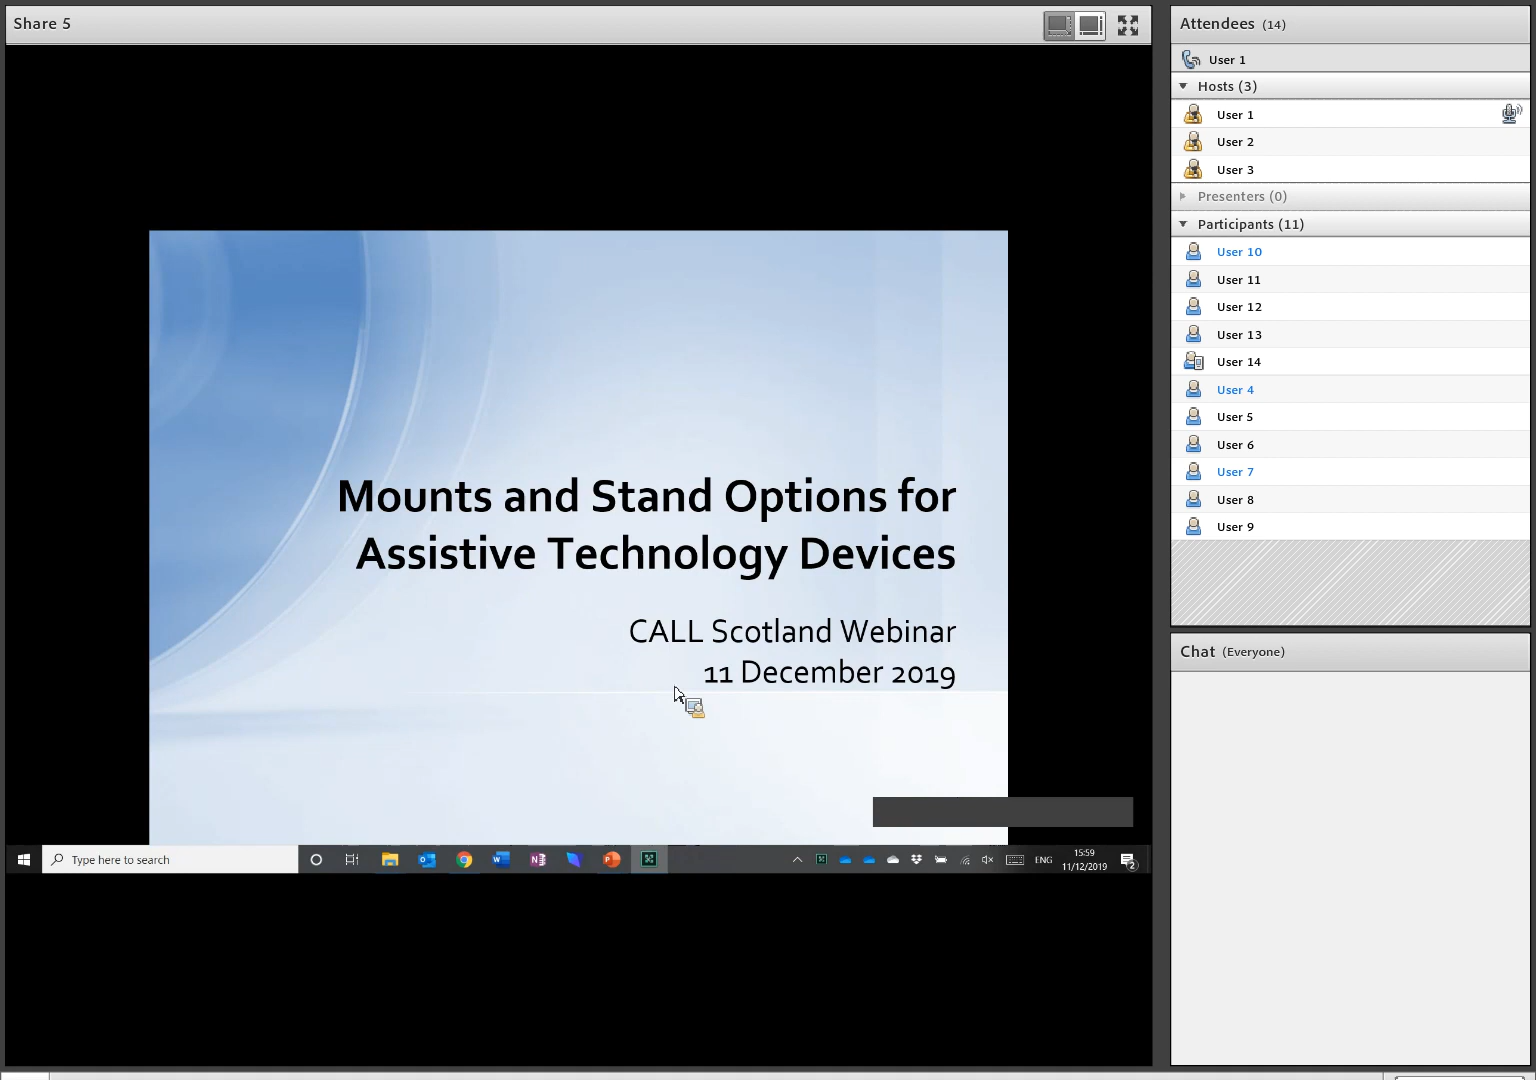 Share 5
Mounts and Stand Options for
Assistive Technology Devices
CALL Scotland Webinar
11 December 2019
Type here to search
ENG
15:59
11/12/2019
2
Attendees (14)
User 1
Hosts (3)
User 1
User 2
User 3
Presenters (0)
Participants (11)
User 10
User 11
User 12
User 13
User 14
User 4
User 5
User 6
User 7
User 8
User 9
Chat (Everyone)